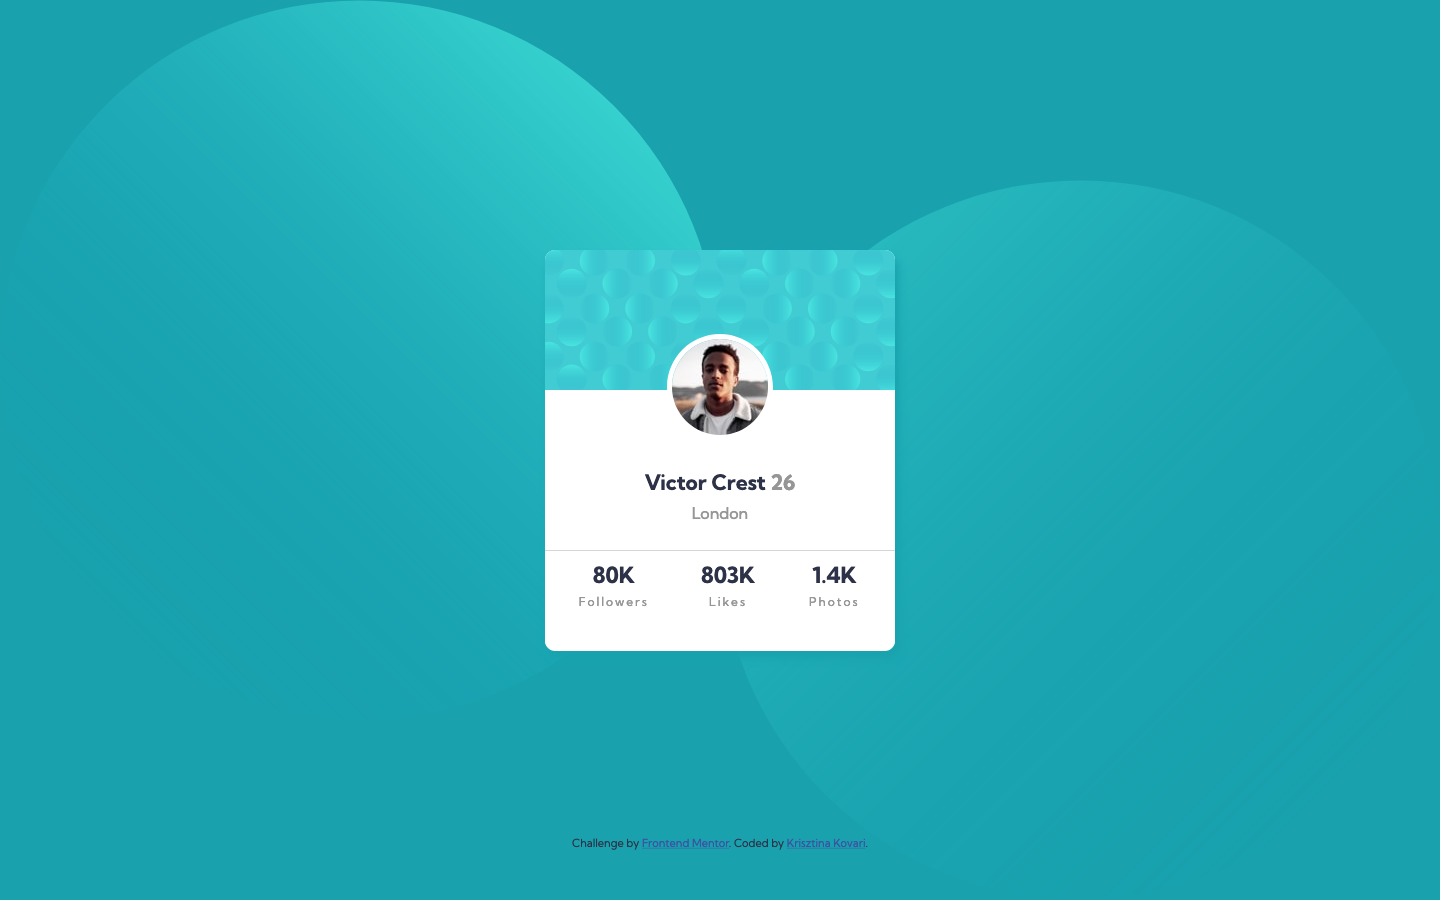 Victor Crest 26
London
80K 803K 1.4K
Followers Likes Photos
Challenge by Frontend Mentor. Coded by Krisztina Kovari.